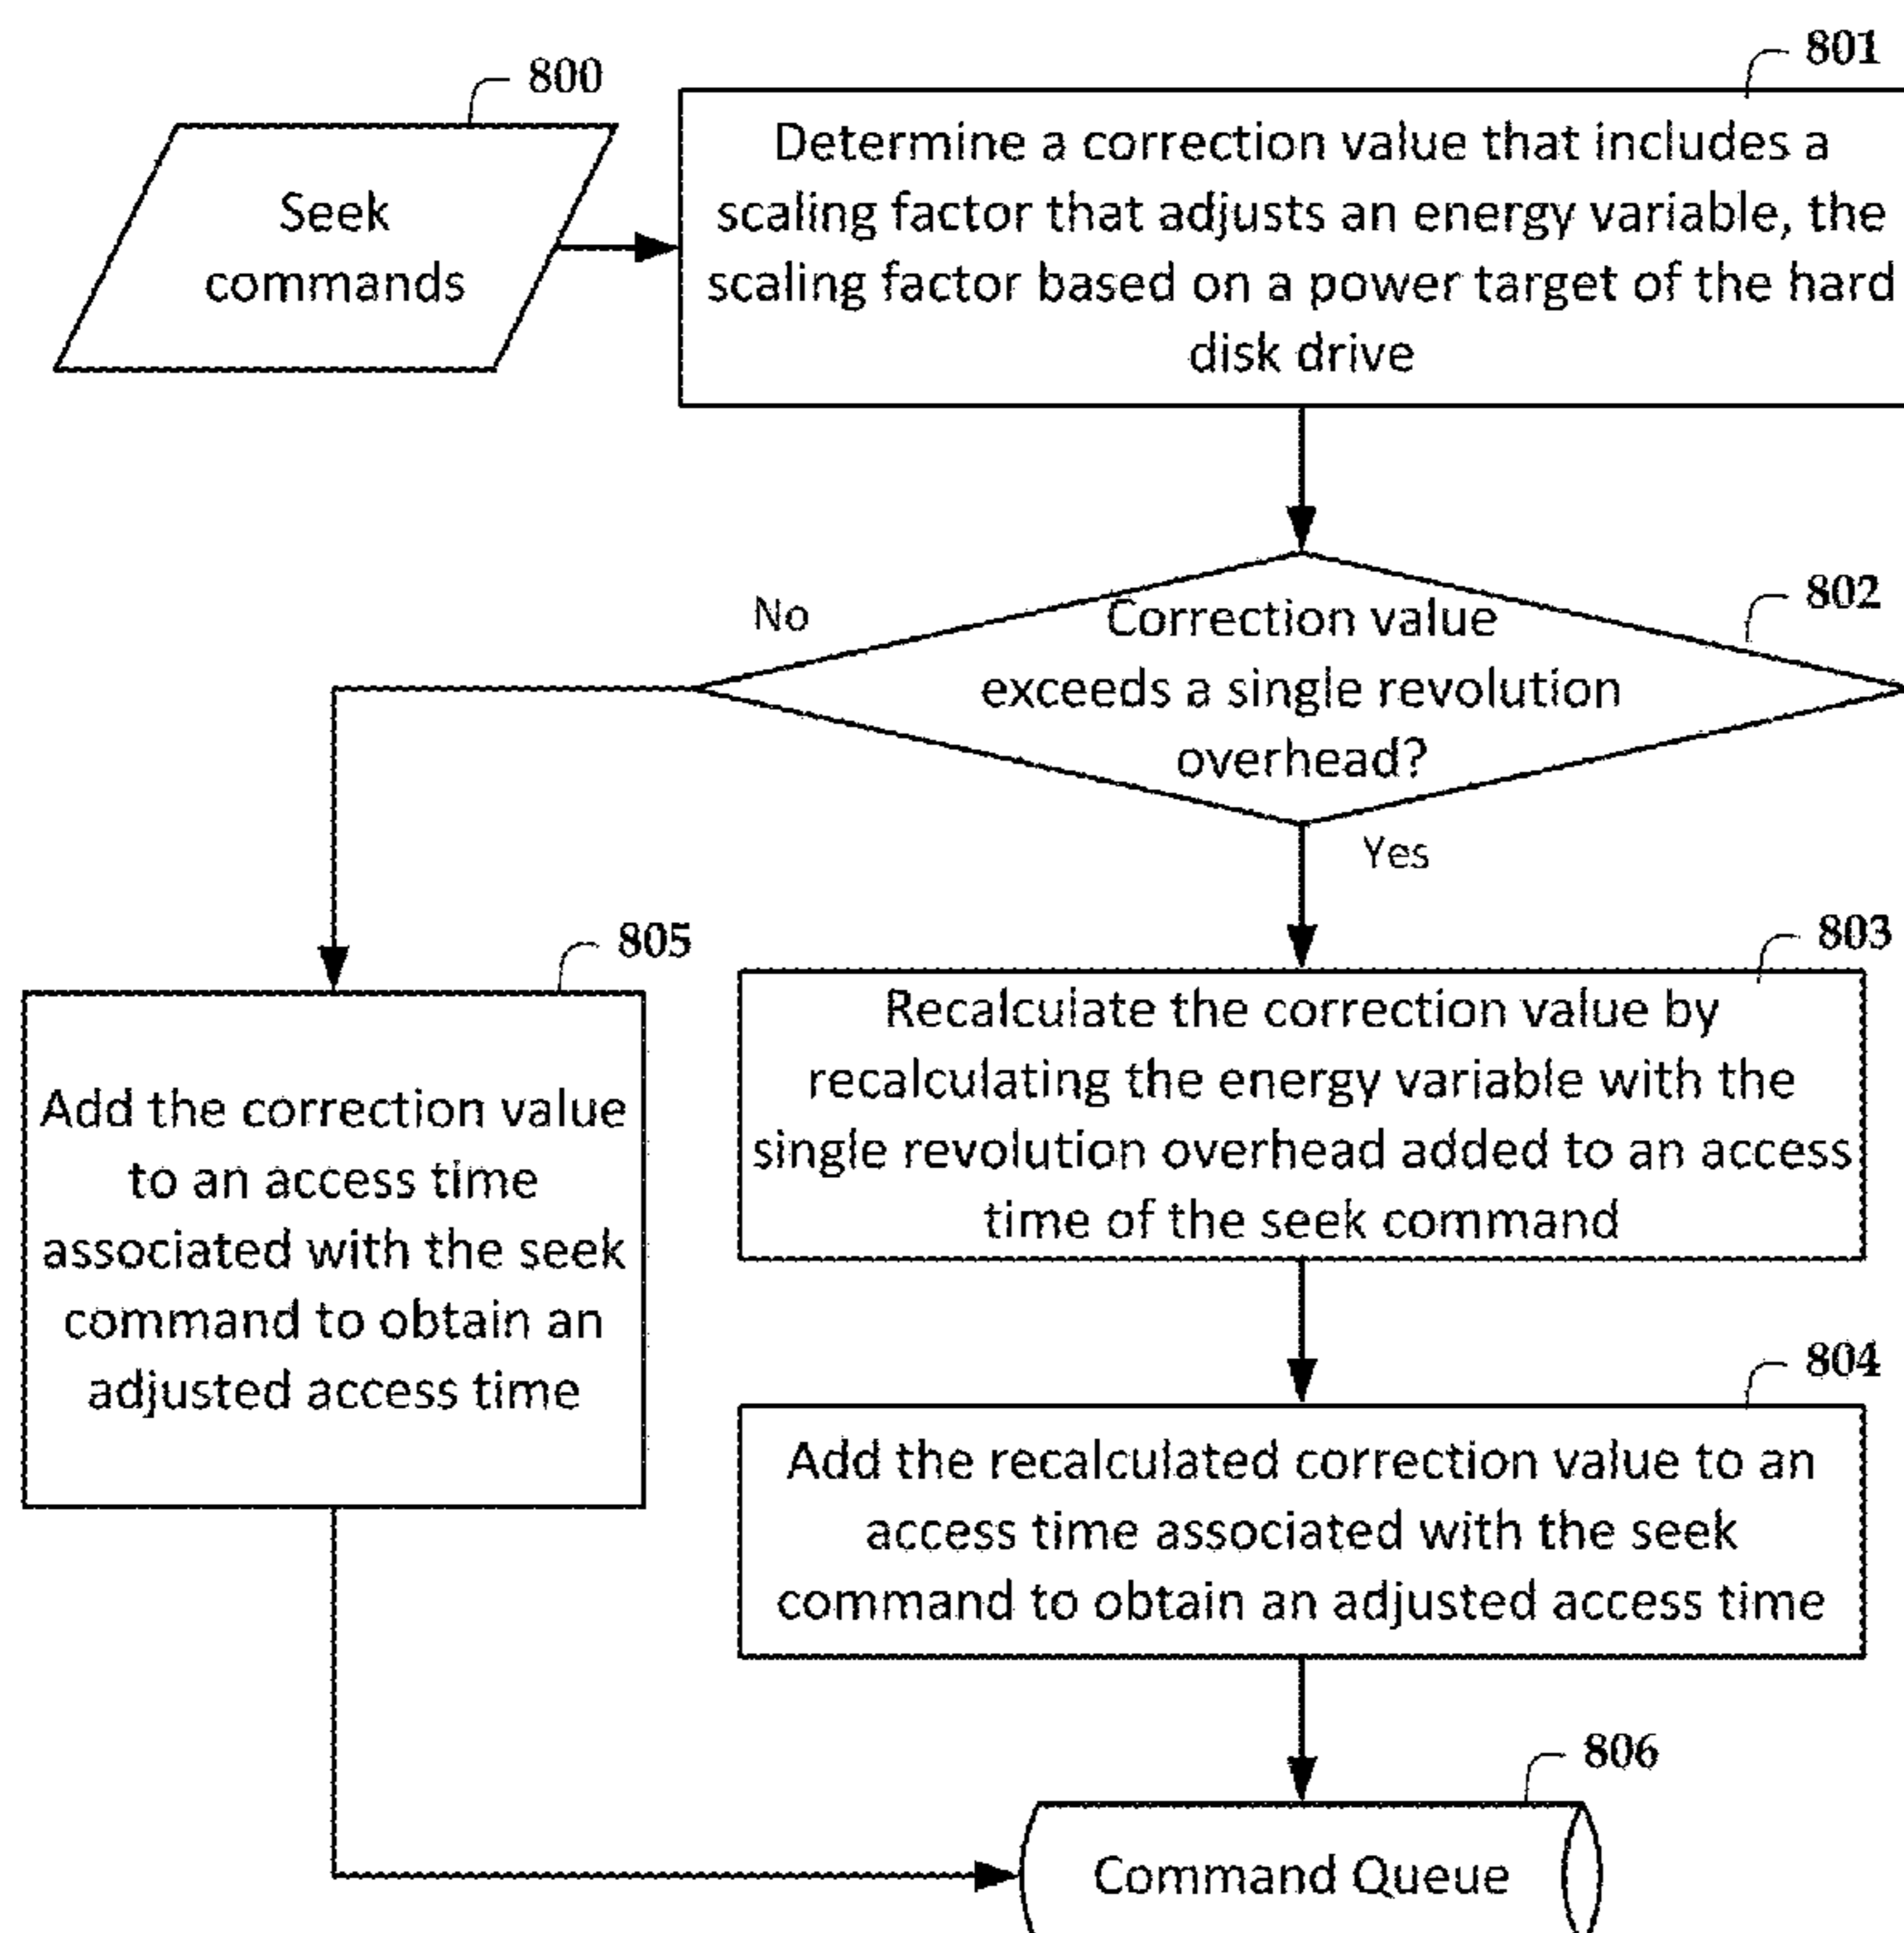 800
Seek
commands
801
Determine a correction value that includes a
scaling factor that adjusts an energy variable, the
scaling factor based on a power target of the hard
disk drive
802
No
Correction value
exceeds a single revolution
overhead?
Yes
803
Recalculate the correction value by
recalculating the energy variable with the
single revolution overhead added to an access
time of the seek command
805
Add the correction value
to an access time
associated with the seek
command to obtain an
adjusted access time
804
Add the recalculated correction value to an
access time associated with the seek
command to obtain an adjusted access time
806
Command Queue